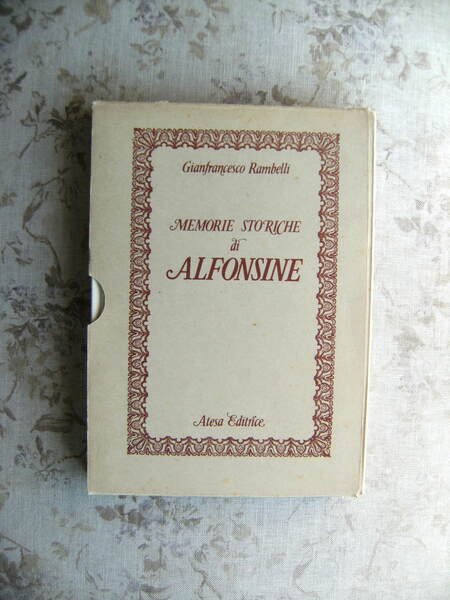 Gianfrancesco Rambelli
MEMORIE STORICHE
di
ALFONSINE
Atesa Editrice